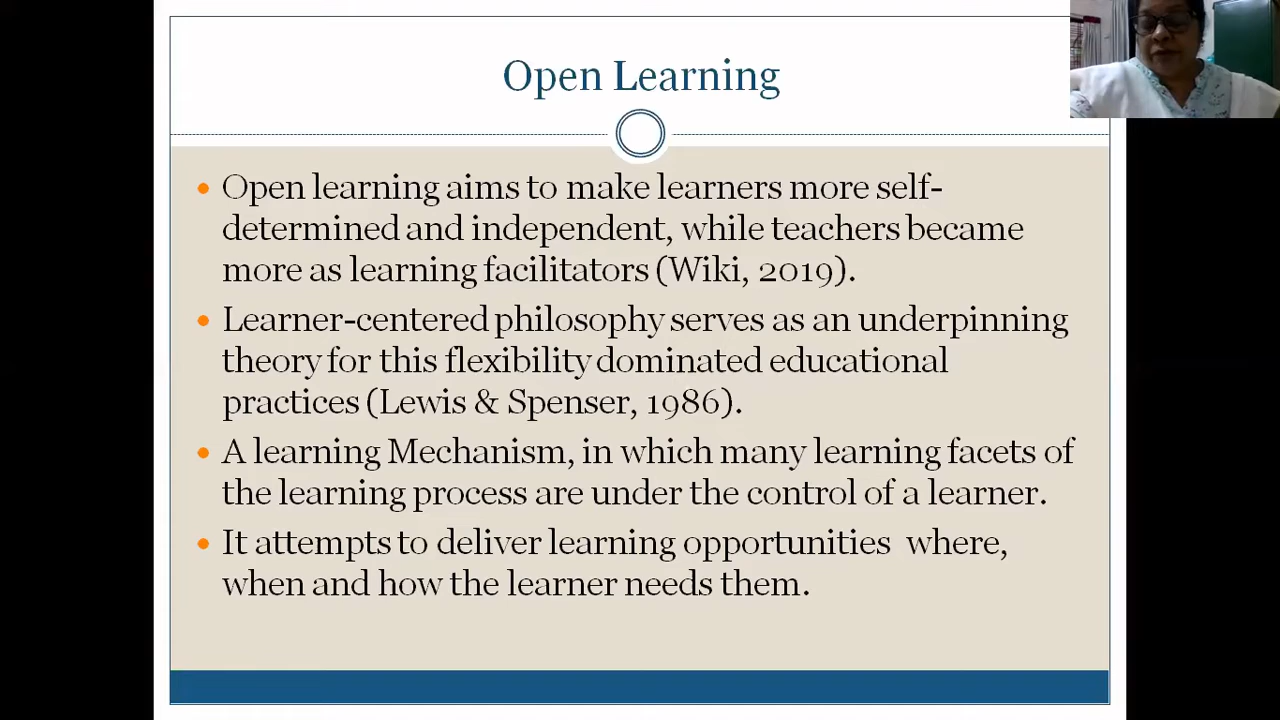 Open Learning
Open learning aims to make learners more self-
determined and independent, while teachers became
more as learning facilitators (Wiki, 2019).
Learner-centered philosophy serves as an underpinning
theory for this flexibility dominated educational
practices (Lewis & Spenser, 1986).
A learning Mechanism, in which many learning facets of
the learning process are under the control of a learner.
It attempts to deliver learning opportunities where,
when and how the learner needs them.